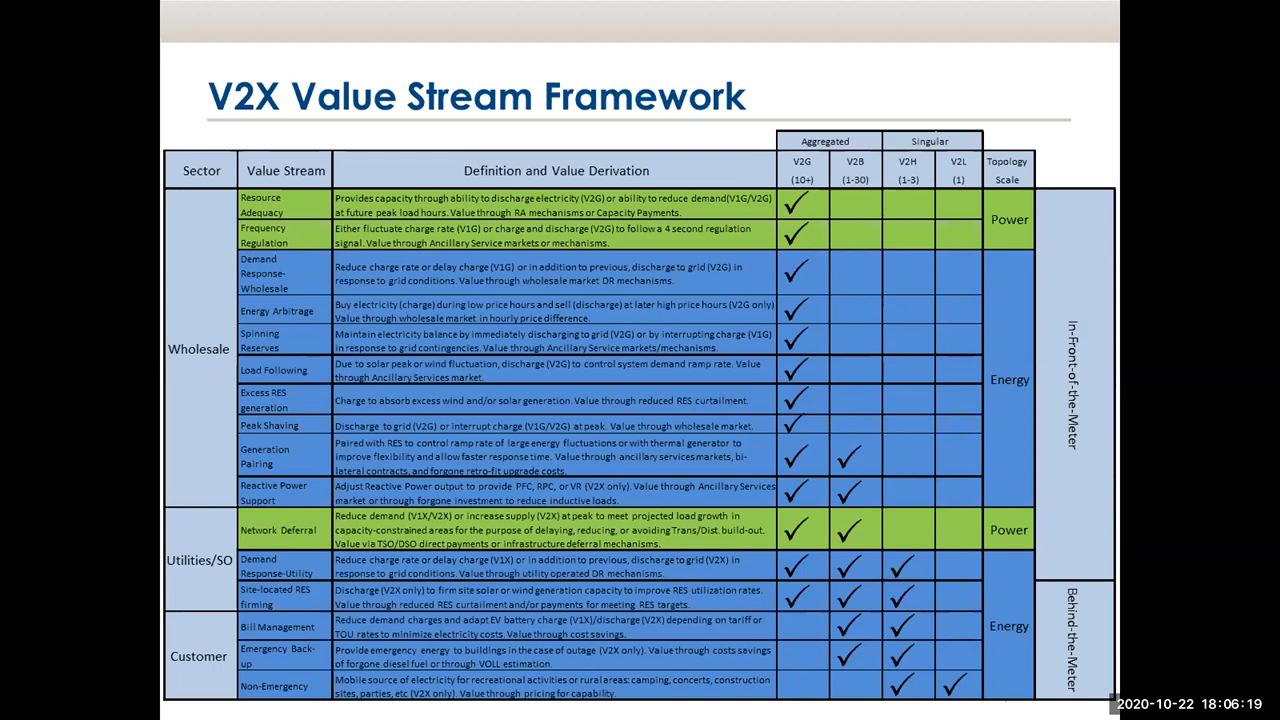 V2X Value Stream Framework
Aggregated
Singular
Sector
Value Stream
Definition and Value Derivation
V2G
(10+)
V2B
(1-30)
V2H
(1-3)
V2L
(1)
Topology
Scale
Wholesale
Resource
Adequacy
Provides capacity through ability to discharge electricity (V2G) or ability to reduce demand(V1G/V2G)
at future peak load hours. Value through RA mechanisms or Capacity Payments.
Power
Frequency
Regulation
Either fluctuate charge rate (V1G) or charge and discharge (V2G) to follow a 4 second regulation
signal. Value through Ancillary Service markets or mechanisms.
Demand
Response-
Wholesale
Reduce charge rate or delay charge (V1G) or in addition to previous, discharge to grid (V2G) in
response to grid conditions. Value through wholesale market DR mechanisms.
Energy Arbitrage
Buy electricity (charge) during low price hours and sell (discharge) at later high price hours (V2G only)
Value through wholesale market in hourly price difference.
Spinning
Reserves
Maintain electricity balance by immediately discharging to grid (V2G) or by interrupting charge (V1G)
in response to grid contingencies. Value through Ancillary Service markets/mechanisms.
Load Following
Due to solar peak or wind fluctuation, discharge (V2G) to control system demand ramp rate. Value
through Ancillary Services market.
Energy
Excess RES
generation
Charge to absorb excess wind and/or solar generation. Value through reduced RES curtailment.
Peak Shaving
Discharge to grid (V2G) or interrupt charge (V1G/V2G) at peak. Value through wholesale market.
Generation
Pairing
Paired with RES to control ramp rate of large energy fluctuations or with thermal generator to
improve flexibility and allow faster response time. Value through ancillary services markets, bi-
lateral contracts, and forgone retro-fit upgrade costs.
Reactive Power
Support
Adjust Reactive Power output to provide PFC, RPC, or VR (V2X only). Value through Ancillary Services
market or through forgone investment to reduce inductive loads.
In-Front-of-the-Meter
Utilities/SO
Network Deferral
Reduce demand (V1X/V2X) or increase supply (V2X) at peak to meet projected load growth in
capacity-constrained areas for the purpose of delaying, reducing, or avoiding Trans/Dist. build-out.
Value via TSO/DSO direct payments or infrastructure deferral mechanisms.
Power
Demand
Response-Utility
Reduce charge rate or delay charge (V1X) or in addition to previous, discharge to grid (V2X) in
response to grid conditions. Value through utility operated DR mechanisms.
Site-located RES
firming
Discharge (V2X only) to firm site solar or wind generation capacity to improve RES utilization rates.
Value through reduced RES curtailment and/or payments for meeting RES targets.
Customer
Bill Management
Reduce demand charges and adapt EV battery charge (V1X)/discharge (V2X) depending on tariff or
TOU rates to minimize electricity costs. Value through cost savings.
Energy
Emergency Back-
up
Provide emergency energy to buildings in the case of outage (V2X only). Value through costs savings
of forgone diesel fuel or through VOLL estimation.
Non-Emergency
Mobile source of electricity for recreational activities or rural areas: camping, concerts, construction
sites, parties, etc (V2X only). Value through pricing for capability.
Behind-the-Meter
2020-10-22 18:06:19